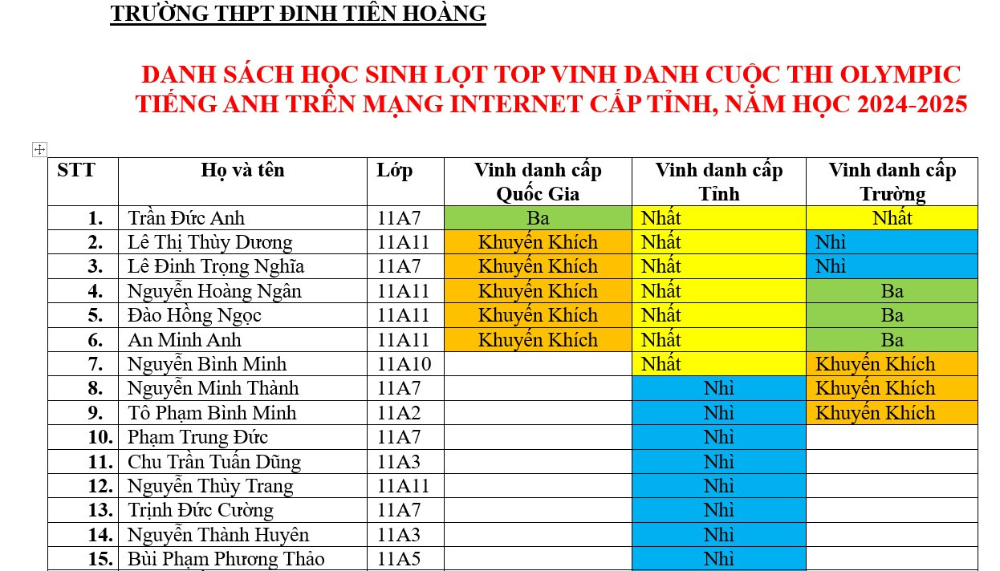 TRƯỜNG THPT ĐINH TIÊN HOÀNG
DANH SÁCH HỌC SINH LỌT TOP VINH DANH CUỘC THI OLYMPIC
TIẾNG ANH TRÊN MẠNG INTERNET CẤP TỈNH, NĂM HỌC 2024-2025
STT Họ và tên Lớp Vinh danh cấp Quốc Gia Vinh danh cấp Tỉnh Vinh danh cấp Trường
1. Trần Đức Anh 11A7 Ba Nhất Nhất
2. Lê Thị Thùy Dương 11A11 Khuyến Khích Nhất Nhì
3. Lê Đinh Trọng Nghĩa 11A7 Khuyến Khích Nhất Nhì
4. Nguyễn Hoàng Ngân 11A11 Khuyến Khích Nhất Ba
5. Đào Hồng Ngọc 11A11 Khuyến Khích Nhất Ba
6. An Minh Anh 11A11 Khuyến Khích Nhất Ba
7. Nguyễn Bình Minh 11A10 Nhất Khuyến Khích
8. Nguyễn Minh Thành 11A7 Nhì Khuyến Khích
9. Tô Phạm Bình Minh 11A2 Nhì Khuyến Khích
10. Phạm Trung Đức 11A7 Nhì
11. Chu Trần Tuấn Dũng 11A3 Nhì
12. Nguyễn Thùy Trang 11A11 Nhì
13. Trịnh Đức Cường 11A7 Nhì
14. Nguyễn Thành Huyên 11A3 Nhì
15. Bùi Phạm Phương Thảo 11A5 Nhì